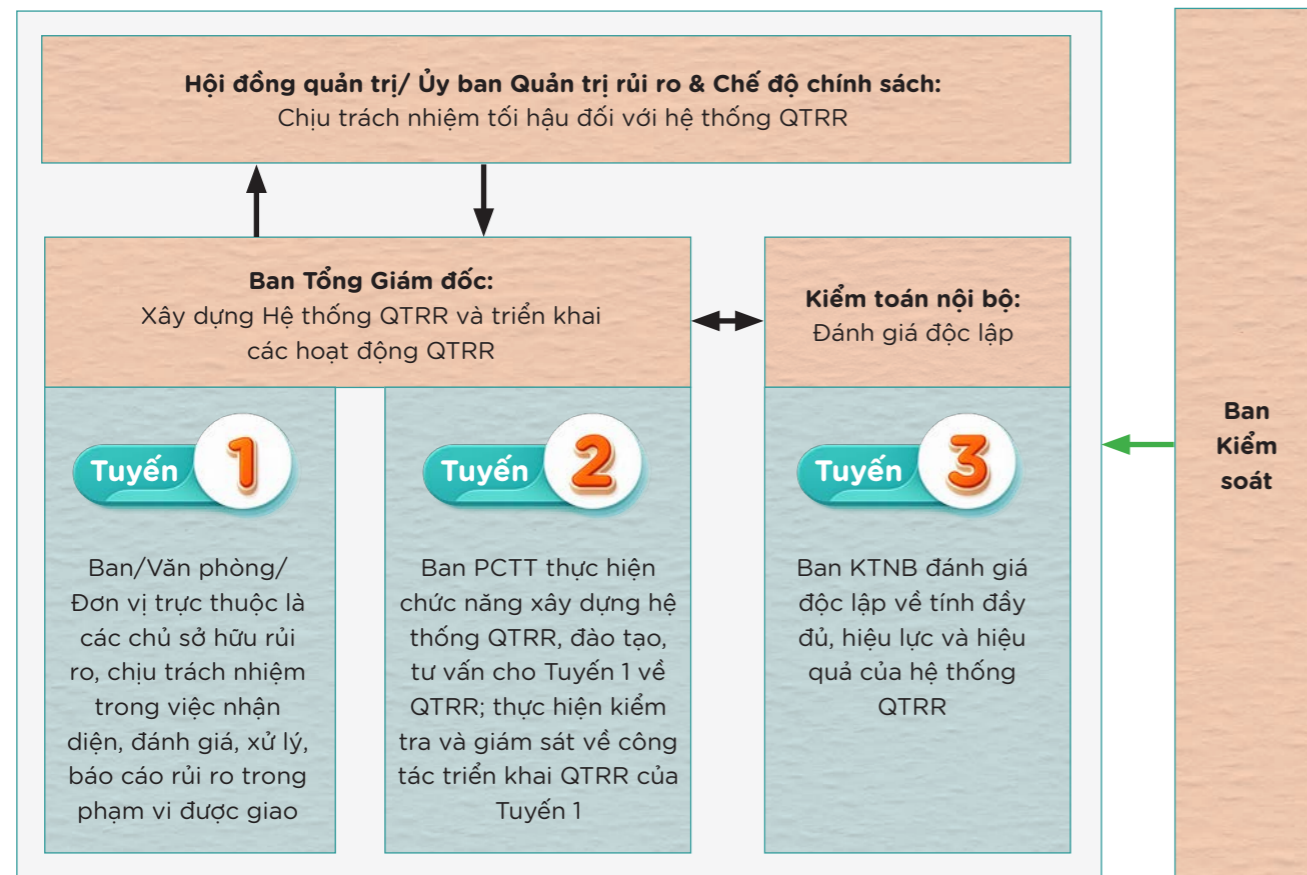 Hội đồng quản trị/ Ủy ban Quản trị rủi ro & Chế độ chính sách:
Chịu trách nhiệm tối hậu đối với hệ thống QTRR
Ban Tổng Giám đốc:
Xây dựng Hệ thống QTRR và triển khai
các hoạt động QTRR
Kiểm toán nội bộ:
Đánh giá độc lập
Tuyến 1
Ban/Văn phòng/
Đơn vị trực thuộc là
các chủ sở hữu rủi
ro, chịu trách nhiệm
trong việc nhận
diện, đánh giá, xử lý,
báo cáo rủi ro trong
phạm vi được giao
Tuyến 2
Ban PCTT thực hiện
chức năng xây dựng hệ
thống QTRR, đào tạo,
tư vấn cho Tuyến 1 về
QTRR; thực hiện kiểm
tra và giám sát về công
tác triển khai QTRR của
Tuyến 1
Tuyến 3
Ban KTNB đánh giá
độc lập về tính đầy
đủ, hiệu lực và hiệu
quả của hệ thống
QTRR
Ban
Kiểm
soát